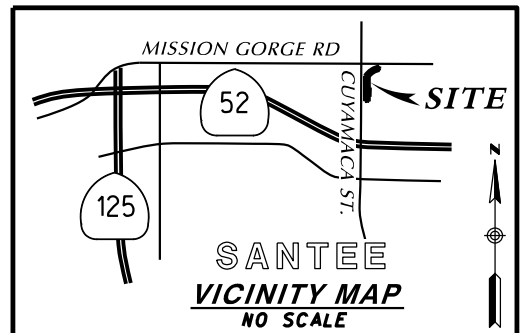 MISSION GORGE RD
52
CUYAMACA ST.
SITE
125
N
SANTEE
VICINITY MAP
NO SCALE